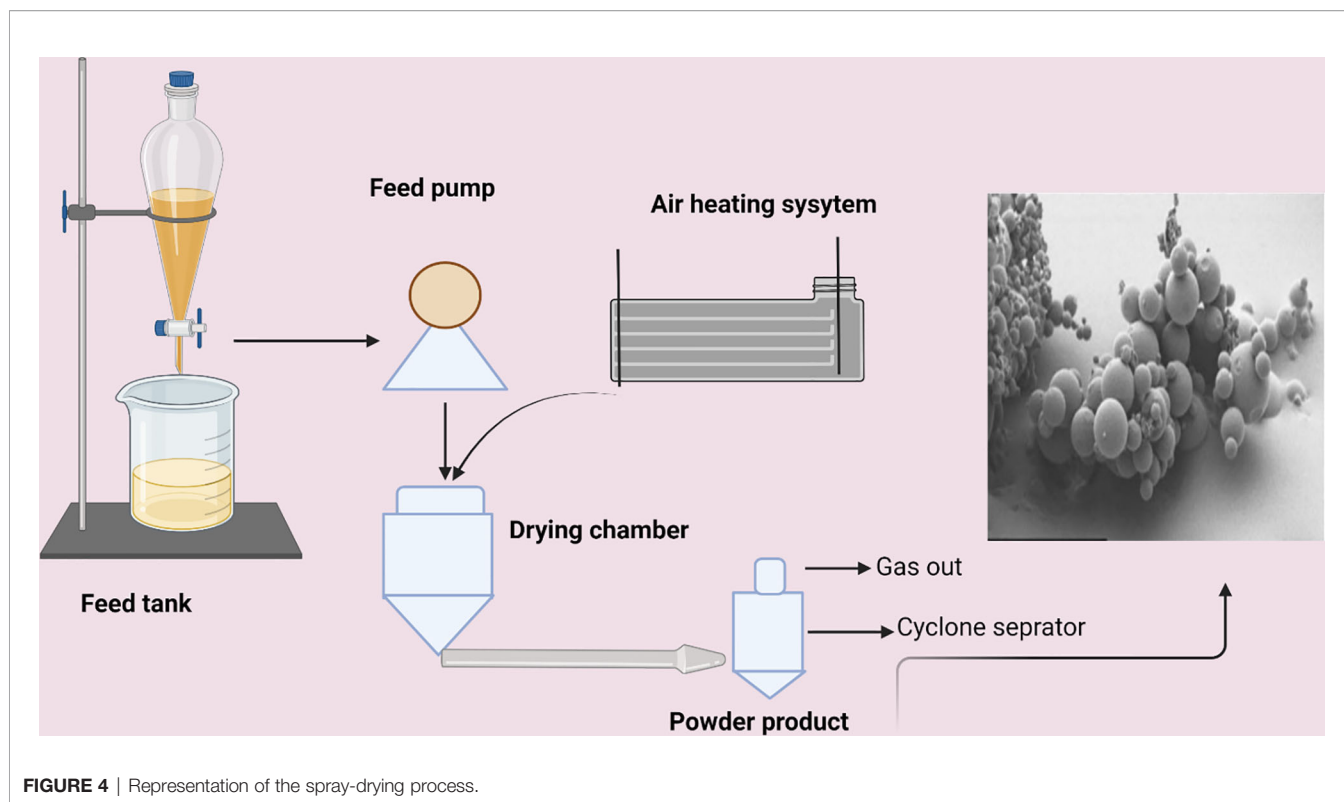 Feed pump
Air heating sysytem
Drying chamber
Feed tank
Gas out
Cyclone seprator
Powder product
FIGURE 4 | Representation of the spray-drying process.